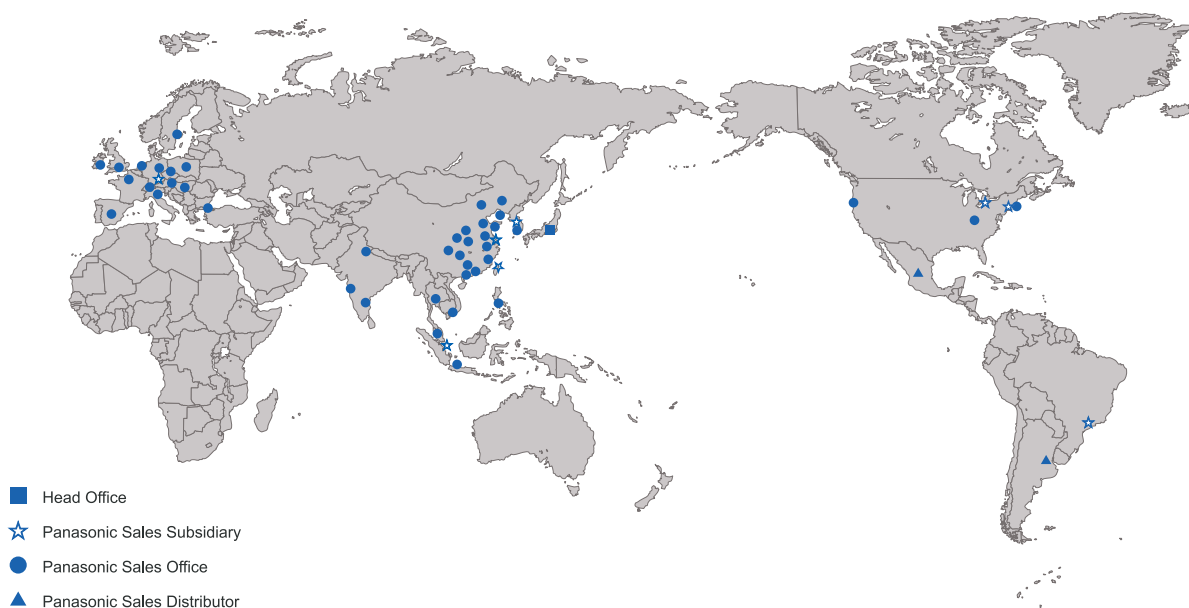 Head Office
Panasonic Sales Subsidiary
Panasonic Sales Office
Panasonic Sales Distributor